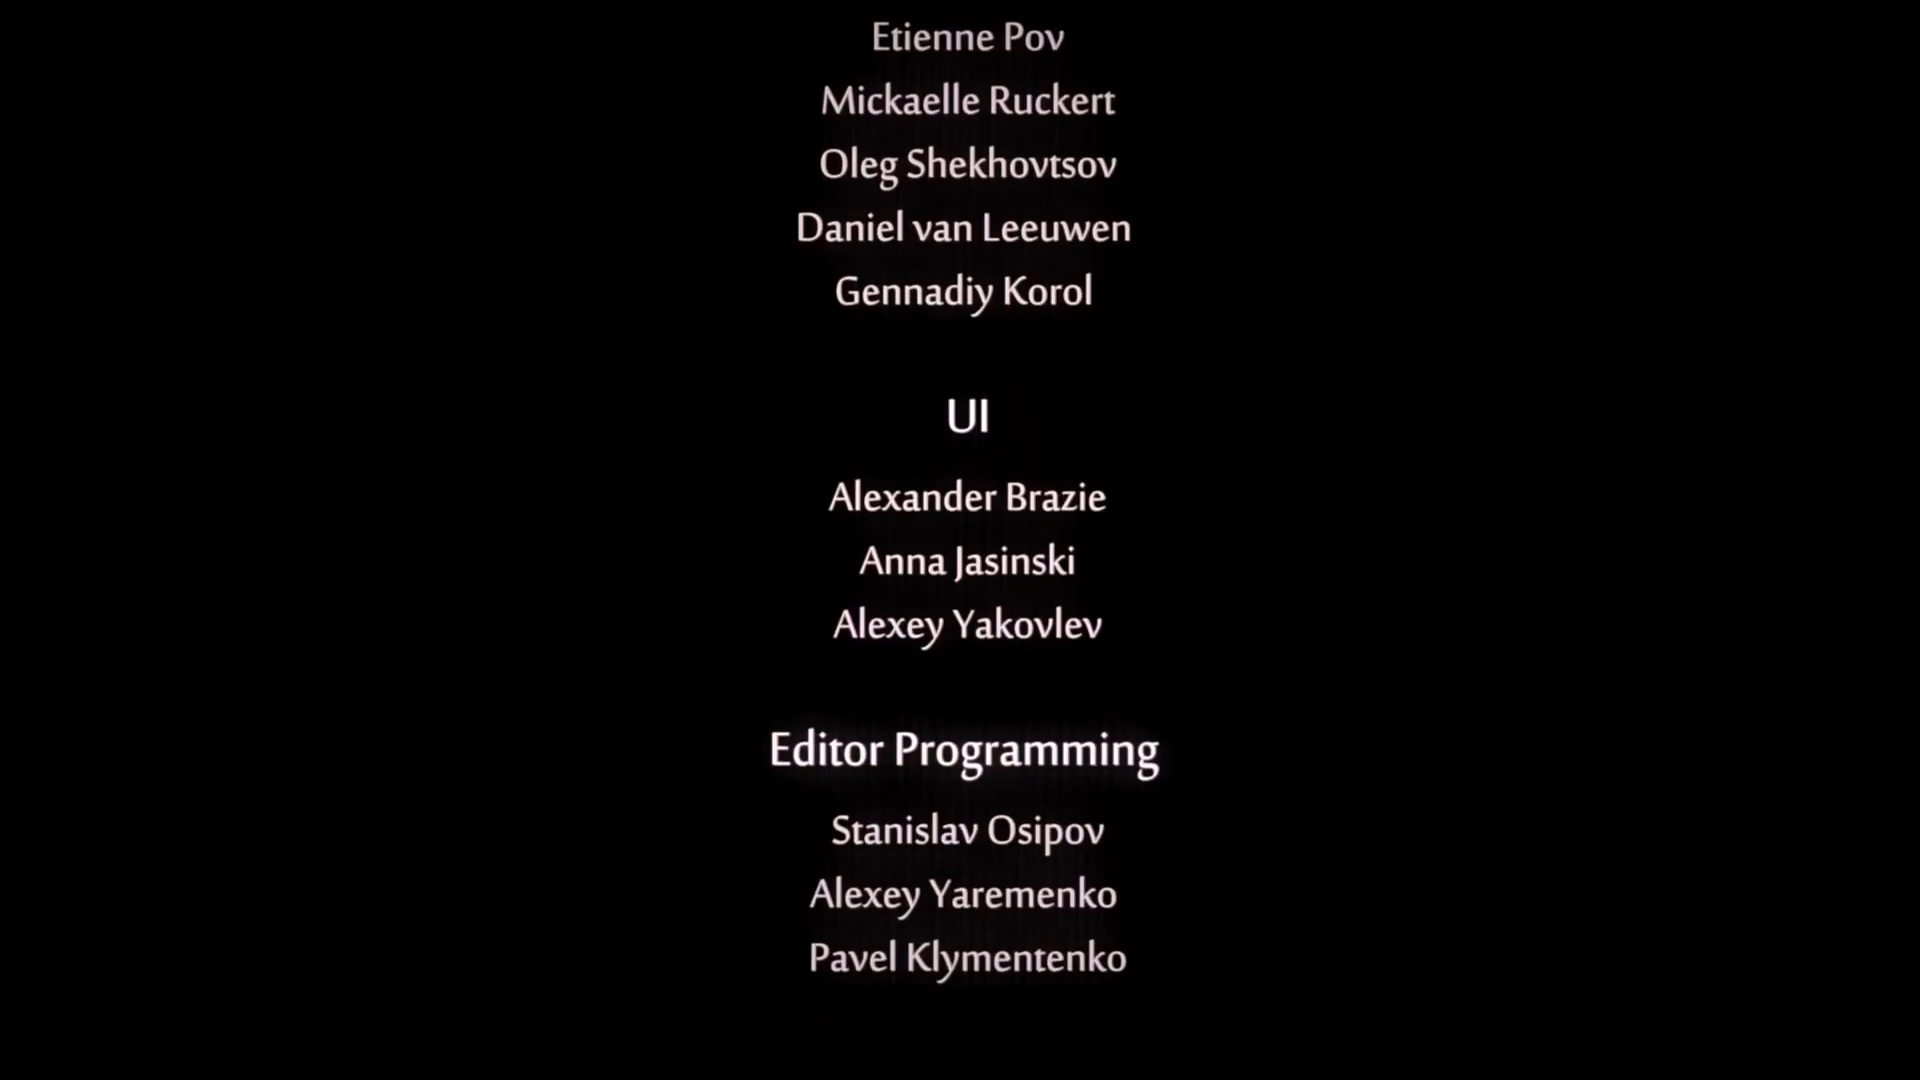 Etienne Pov
Mickaelle Ruckert
Oleg Shekhovtsov
Daniel van Leeuwen
Gennadiy Korol
UI
Alexander Brazie
Anna Jasinski
Alexey Yakovlev
Editor Programming
Stanislav Osipov
Alexey Yaremenko
Pavel Klymentenko